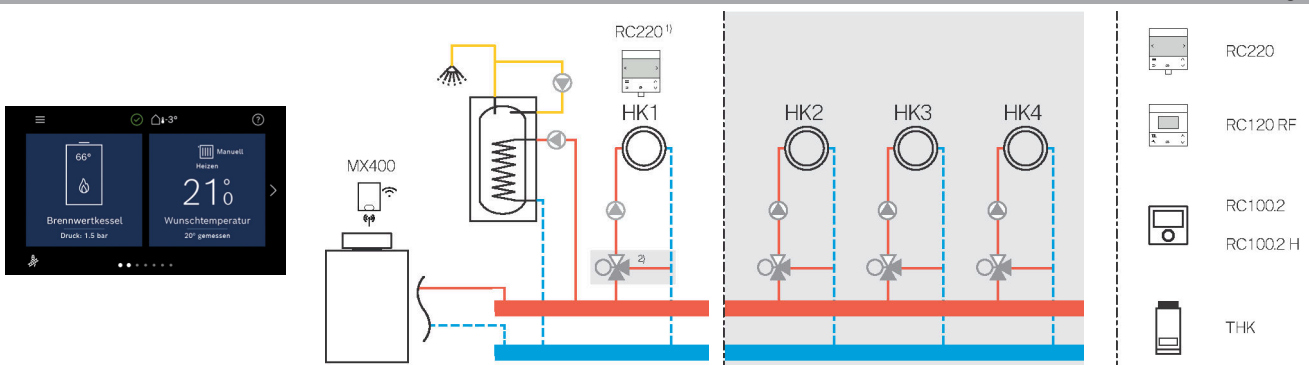 -3°
?
66°
Brennwertkessel
Druck: 1.5 bar
Manuell
Heizen
21°0
Wunschtemperatur
20° gemessen
MX400
RC220 1)
HK1
2)
HK2
HK3
HK4
RC220
RC120 RF
RC100.2
RC100.2 H
THK